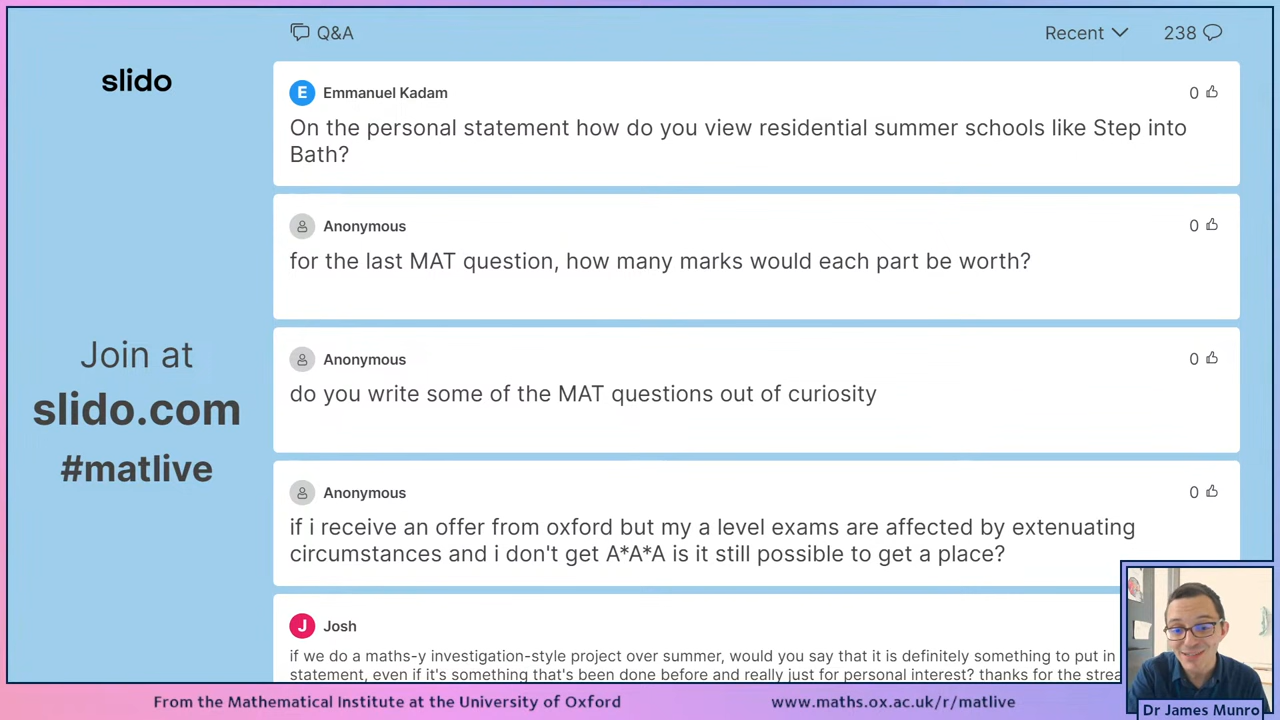 Q&A
Recent
238
slido
E
Emmanuel Kadam
0
On the personal statement how do you view residential summer schools like Step into
Bath?
Anonymous
0
for the last MAT question, how many marks would each part be worth?
Anonymous
0
do you write some of the MAT questions out of curiosity
Join at
slido.com
#matlive
Anonymous
0
if i receive an offer from oxford but my a level exams are affected by extenuating
circumstances and i don't get A*A*A is it still possible to get a place?
J
Josh
if we do a maths-y investigation-style project over summer, would you say that it is definitely something to put in
statement, even if it's something that's been done before and really just for personal interest? thanks for the strea
From the Mathematical Institute at the University of Oxford
www.maths.ox.ac.uk/r/matlive
Dr James Munro